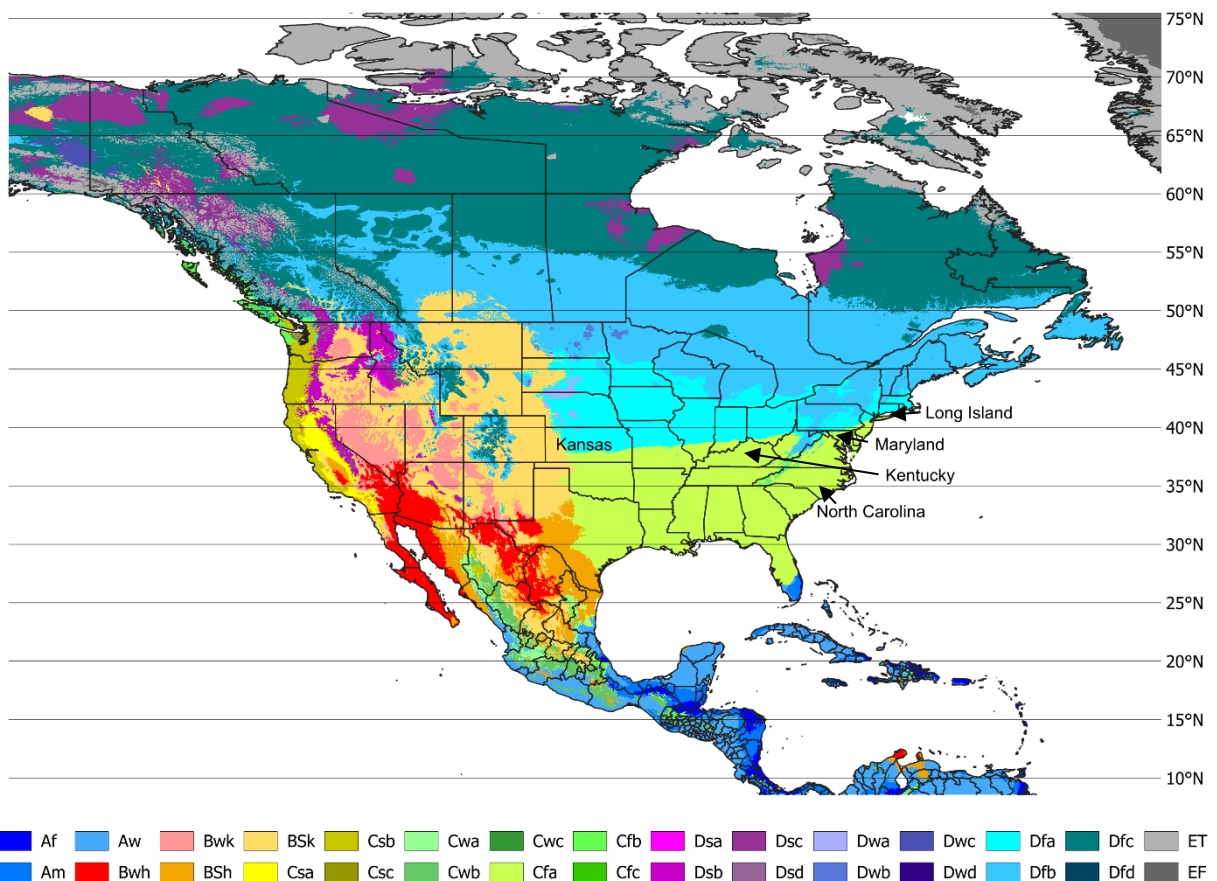 75°N
70°N
65°N
60°N
55°N
50°N
45°N
Long Island
40°N
Kansas
Maryland
Kentucky
35°N
North Carolina
30°N
25°N
20°N
15°N
10°N
Af Aw Bwk BSk Csb Cwa Cwc Cfb Dsa Dsc Dwa Dwc Dfa Dfc ET
Am Bwh BSh Csa Csc Cwb Cfa Cfc Dsb Dsd Dwb Dwd Dfb Dfd EF